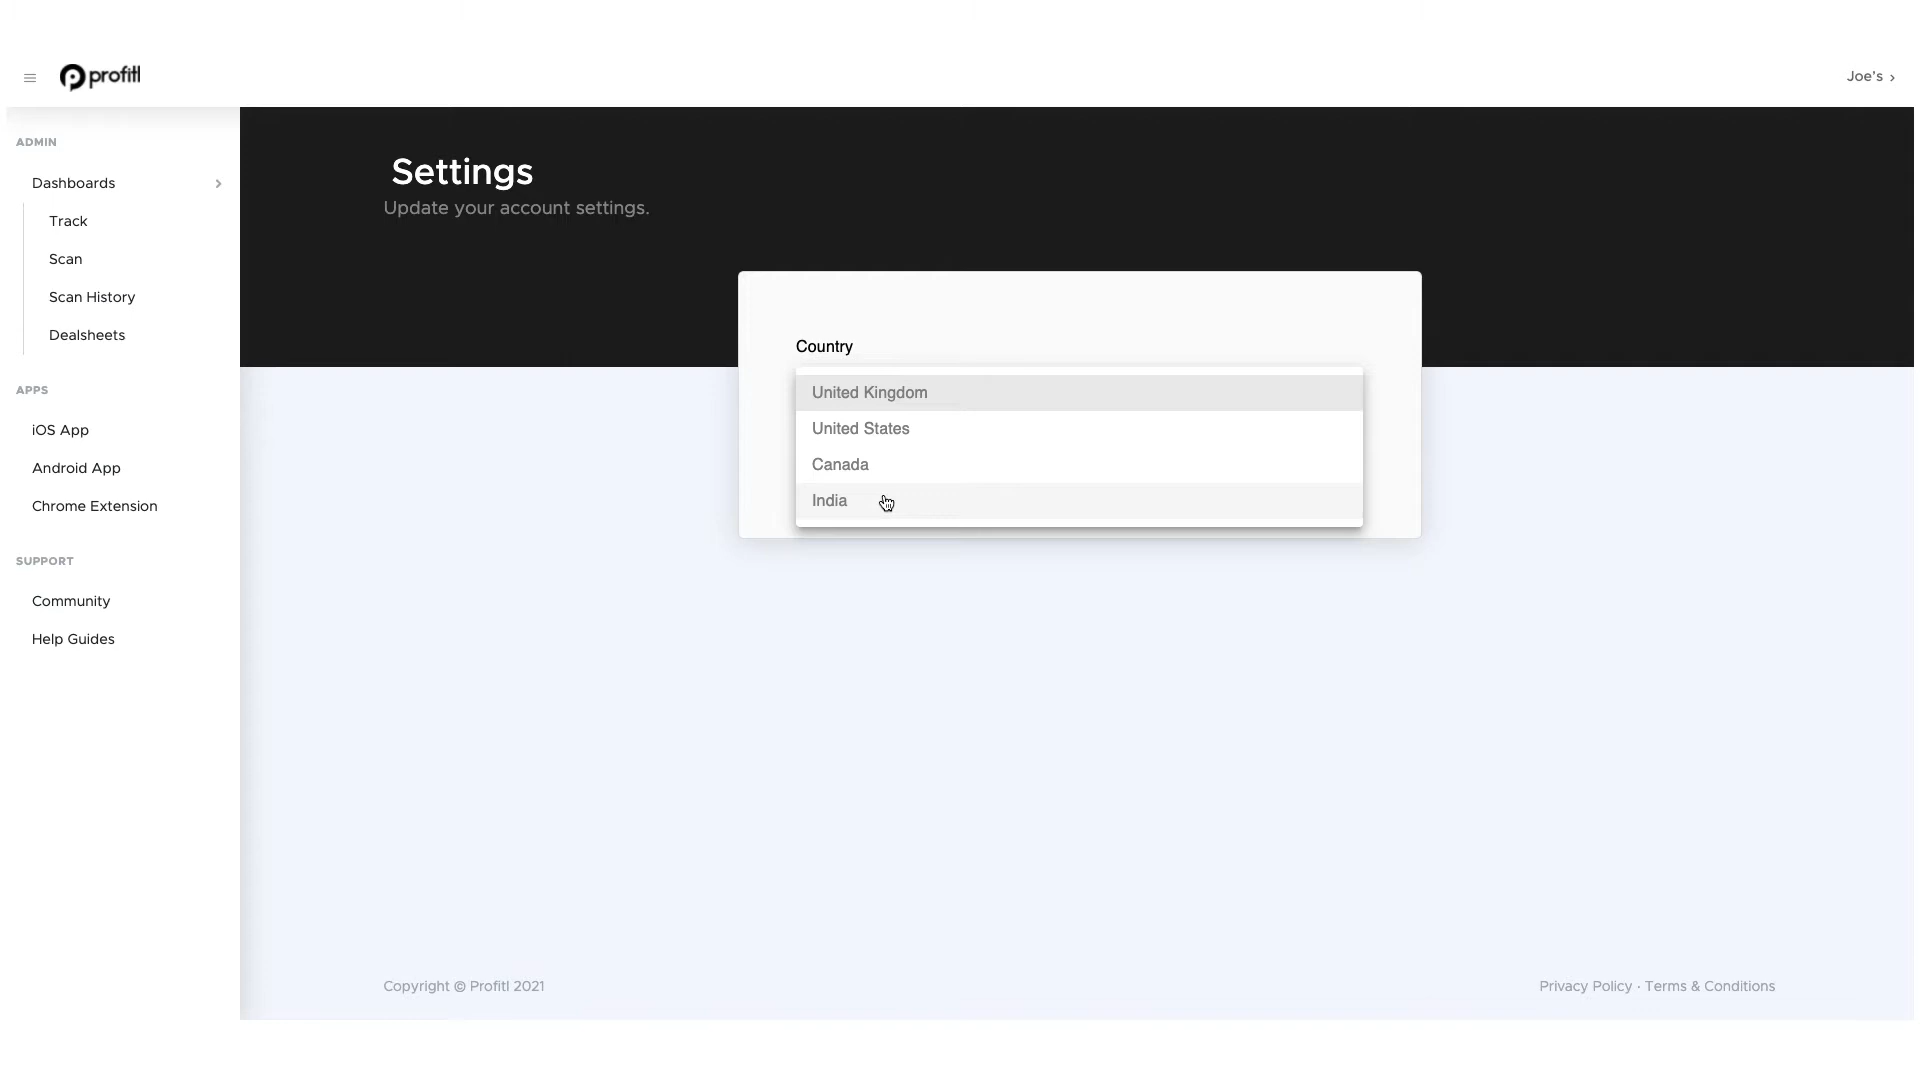 profitl
Joe's
ADMIN
Dashboards
Track
Scan
Scan History
Dealsheets
APPS
iOS App
Android App
Chrome Extension
SUPPORT
Community
Help Guides
Settings
Update your account settings.
Country
United Kingdom
United States
Canada
India
Copyright © Profitl 2021
Privacy Policy · Terms & Conditions